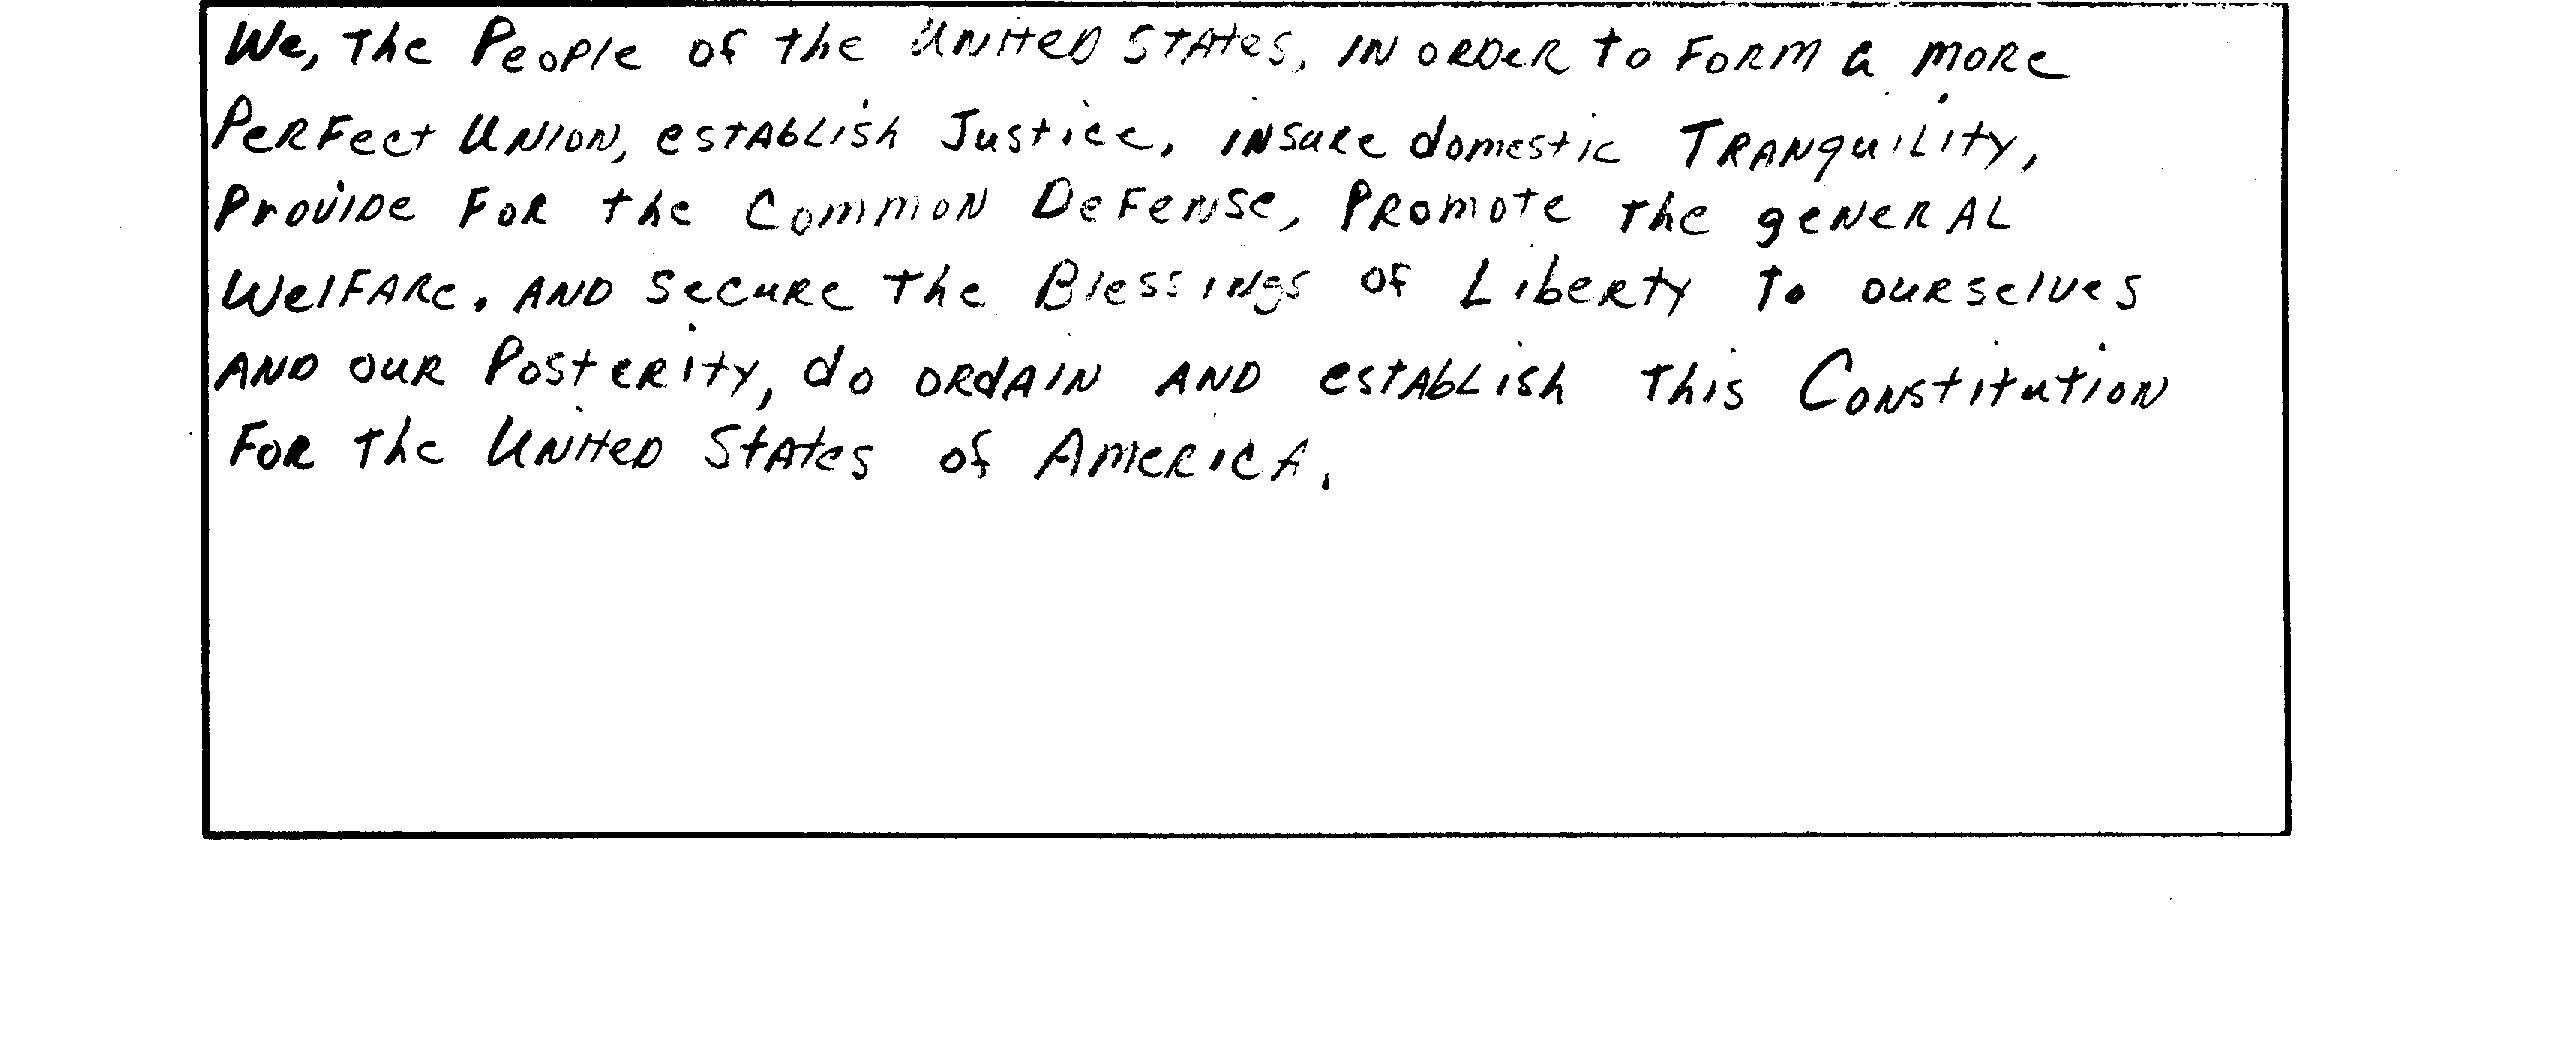 We, The People of the United States, in order to form a more
Perfect Union, establish Justice, insure domestic Tranquility,
Provide For the Common Defense, Promote the general
Welfare, and secure the Blessings of Liberty To ourselves
and our Posterity, do ordain and establish This Constitution
For The United States of America.